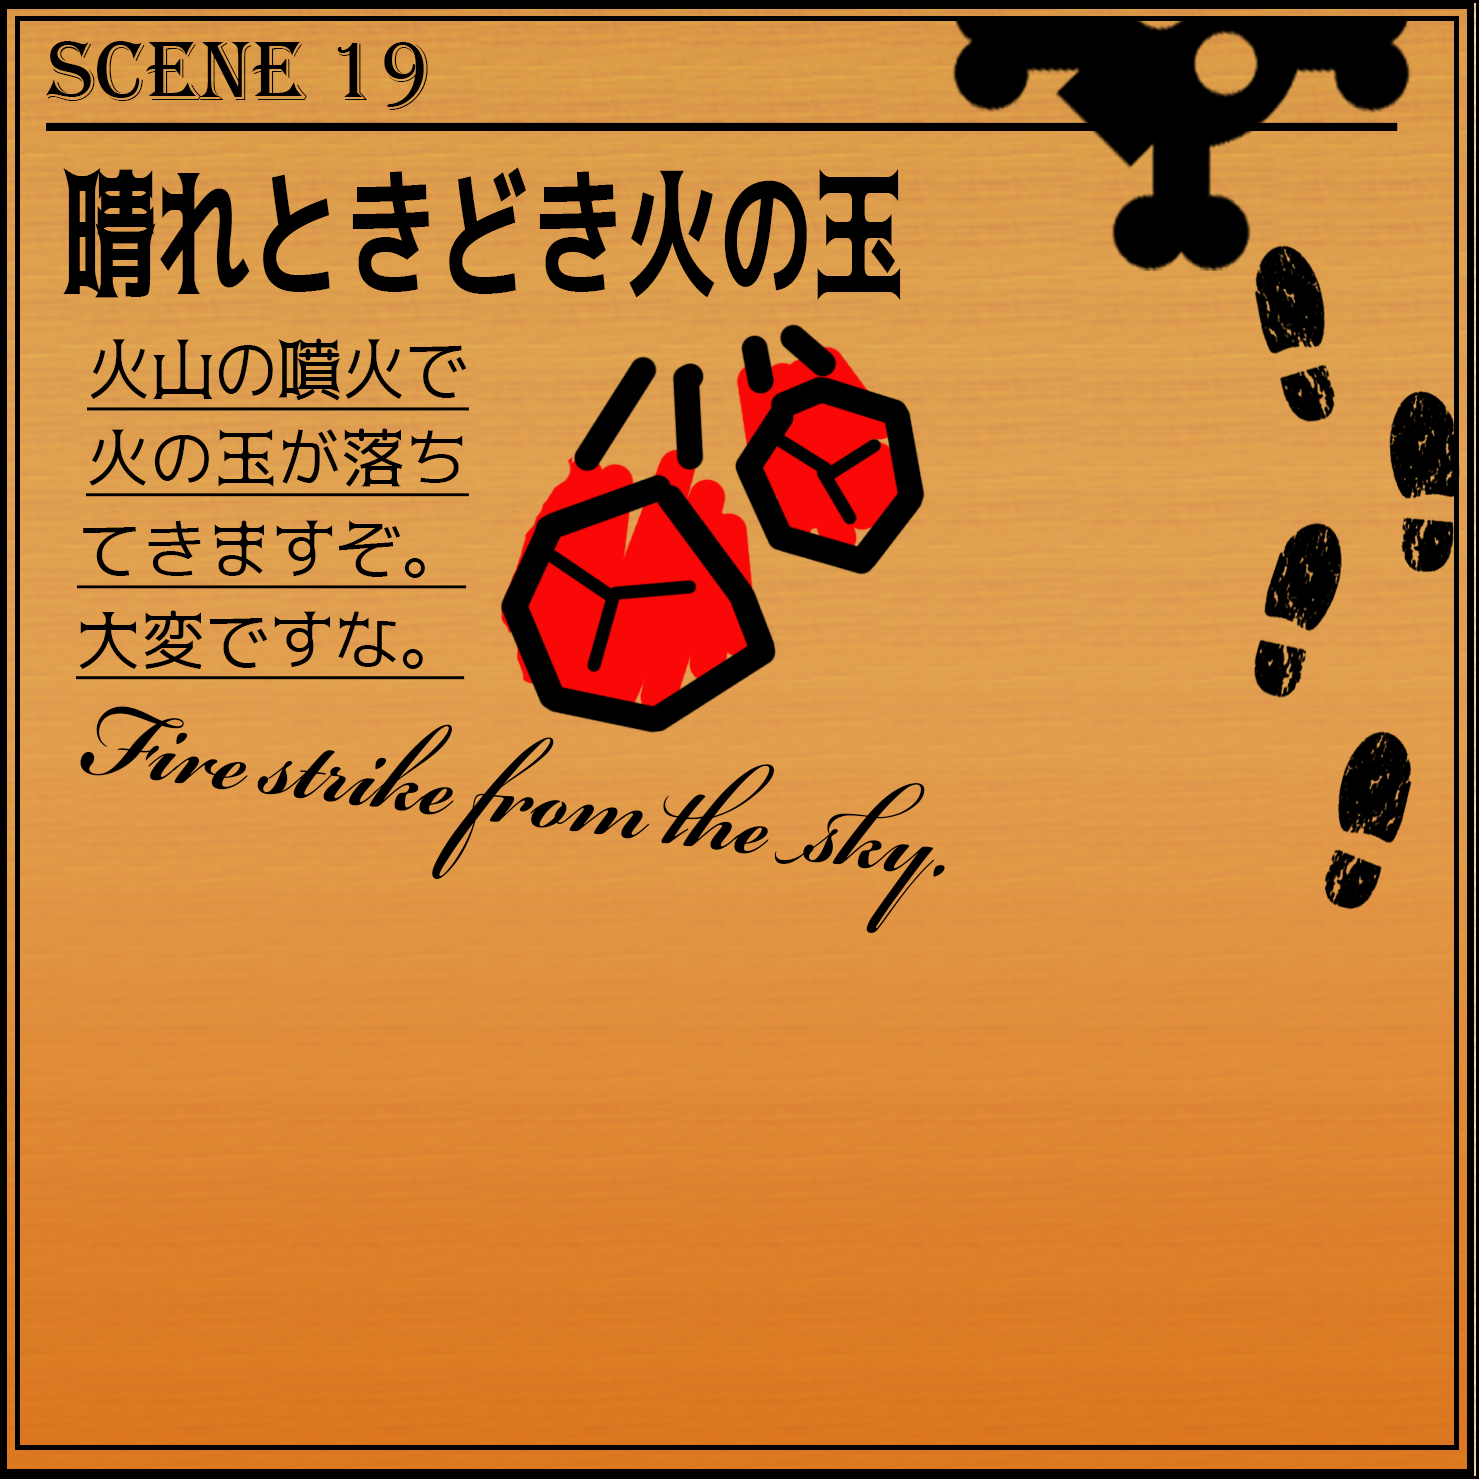 SCENE 19
晴れときどき火の玉
火山の噴火で
火の玉が落ち
てきますぞ。
大変ですな。
Fire strike from the sky.